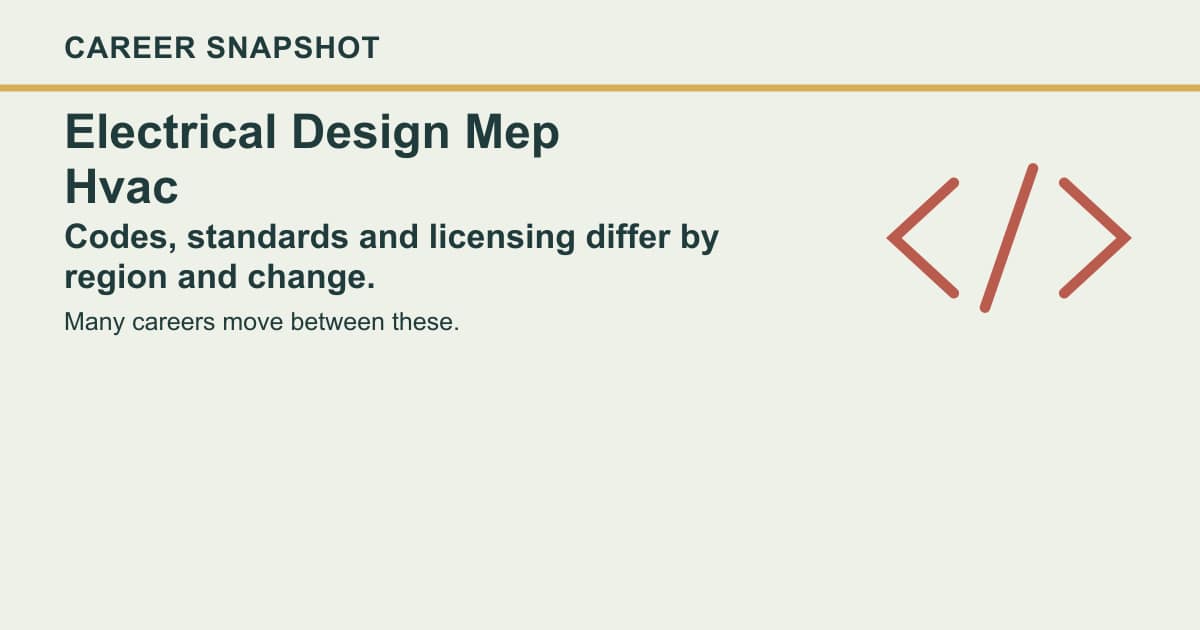 CAREER SNAPSHOT
Electrical Design Mep
Hvac
Codes, standards and licensing differ by
region and change.
Many careers move between these.